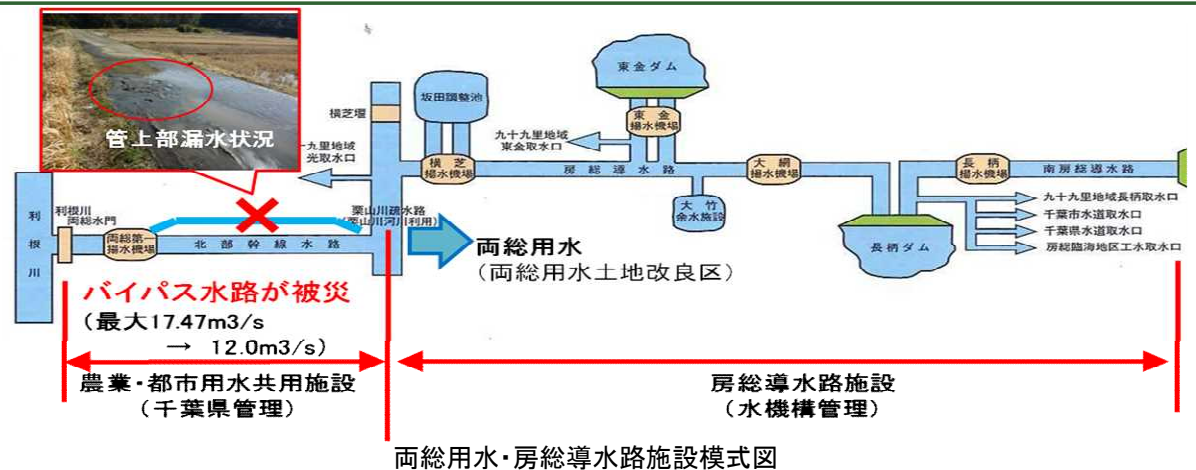 管上部漏水状況
利根川
利根川
両総水門
両総第一
揚水機場
北部幹線水路
栗山川疏水路
(栗山川河川利用)
横芝堰
九里地域
光取水口
坂田調整池
横芝
揚水機場
房総導水路
九十九里地域
東金取水口
東金ダム
東金
揚水機場
大竹
余水施設
大網
揚水機場
長柄ダム
長柄
揚水機場
南房総導水路
九十九里地域長柄取水口
千葉市水道取水口
千葉県水道取水口
房総臨海地区工水取水口
両総用水
(両総用水土地改良区)
バイパス水路が被災
(最大17.47m3/s
→ 12.0m3/s)
農業・都市用水共用施設
(千葉県管理)
房総導水路施設
(水機構管理)
両総用水・房総導水路施設模式図